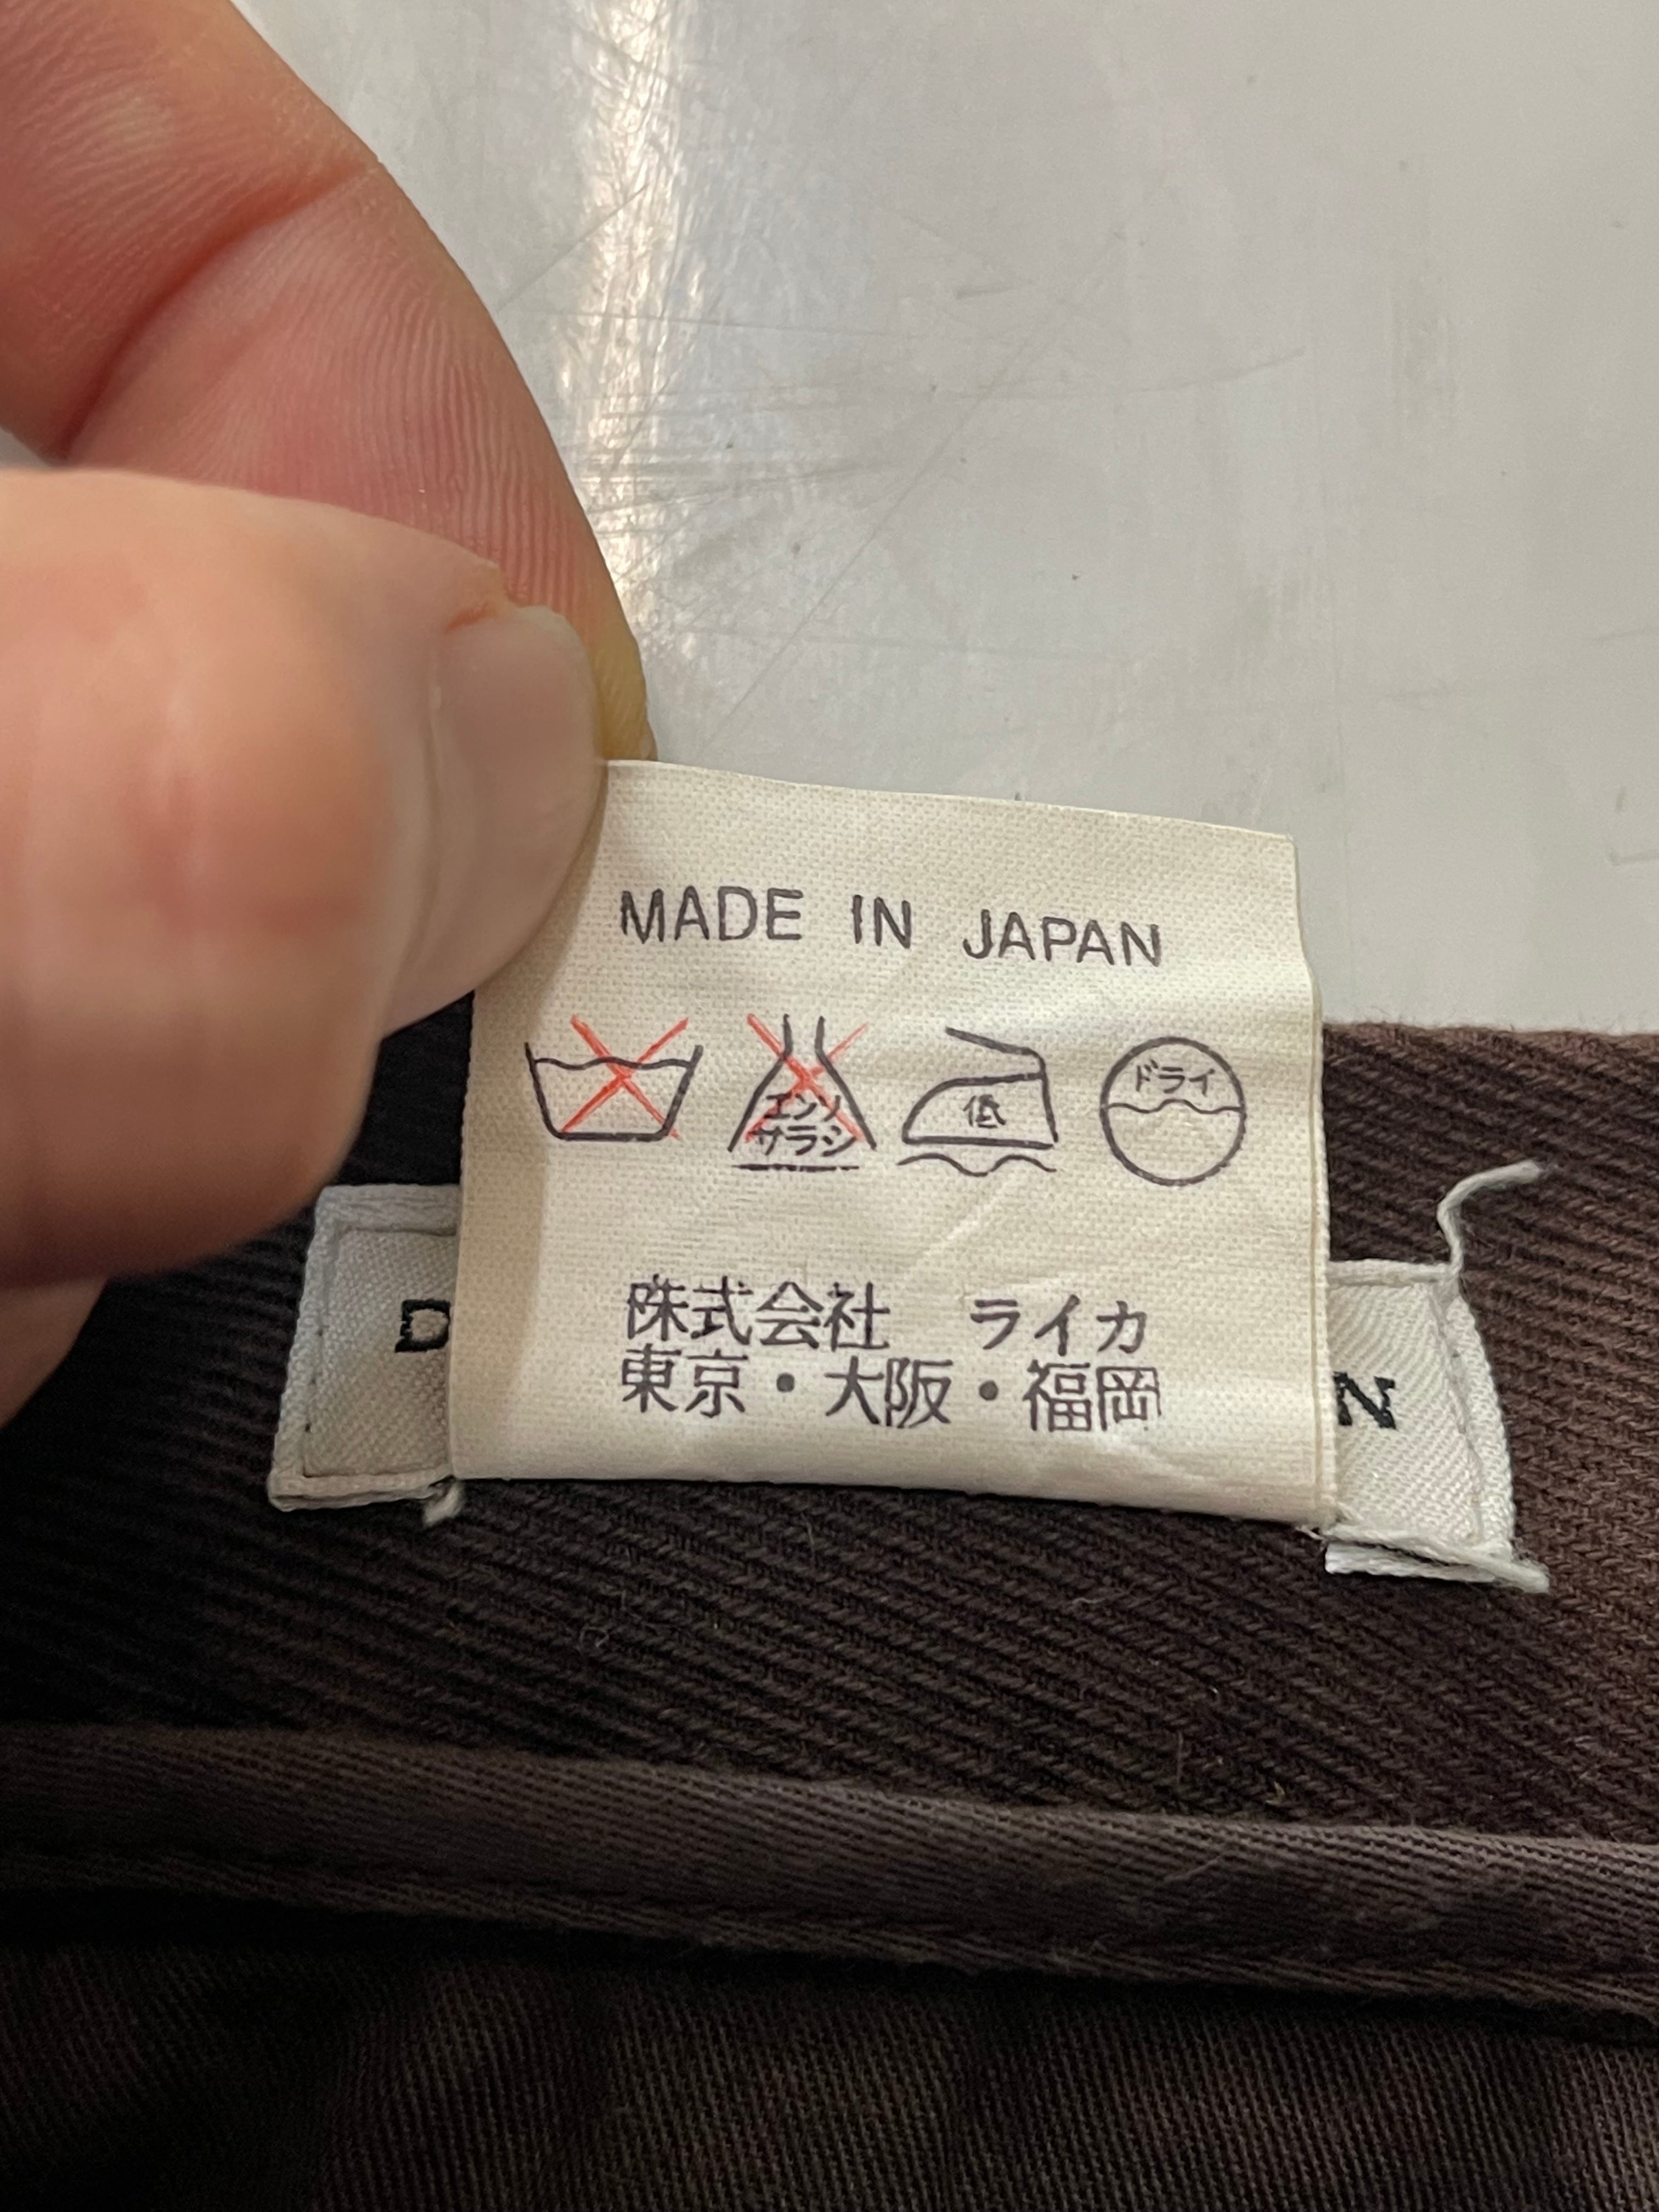 MADE IN JAPAN
エンソ
サラシ
低
ドライ
株式会社 ライカ
東京・大阪・福岡
D
N